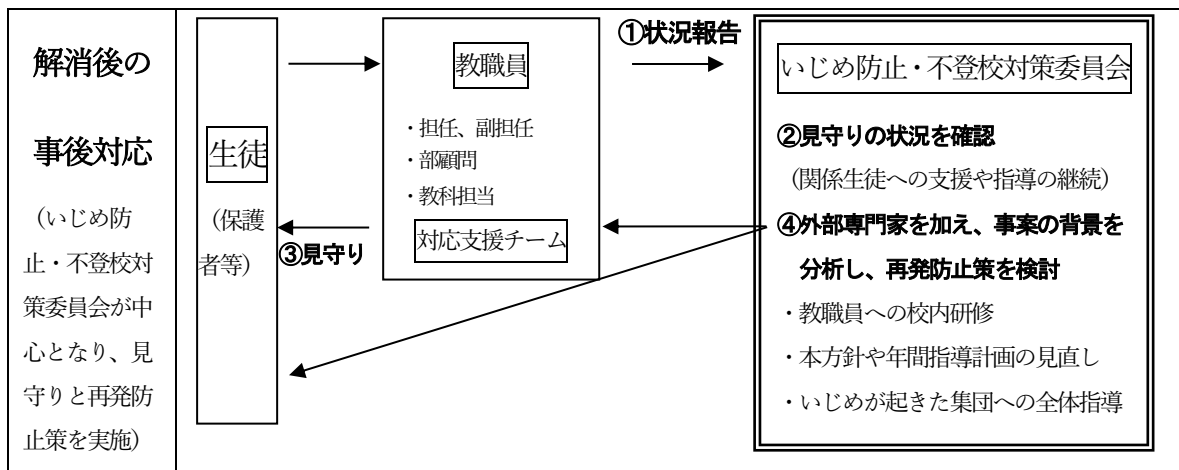 解消後の
事後対応
（いじめ防
止・不登校対
策委員会が中
心となり、見
守りと再発防
止策を実施）
生徒
（保護
者等）
③見守り
教職員
・担任、副担任
・部顧問
・教科担当
対応支援チーム
①状況報告
いじめ防止・不登校対策委員会
②見守りの状況を確認
（関係生徒への支援や指導の継続）
④外部専門家を加え、事案の背景を
分析し、再発防止策を検討
・教職員への校内研修
・本方針や年間指導計画の見直し
・いじめが起きた集団への全体指導